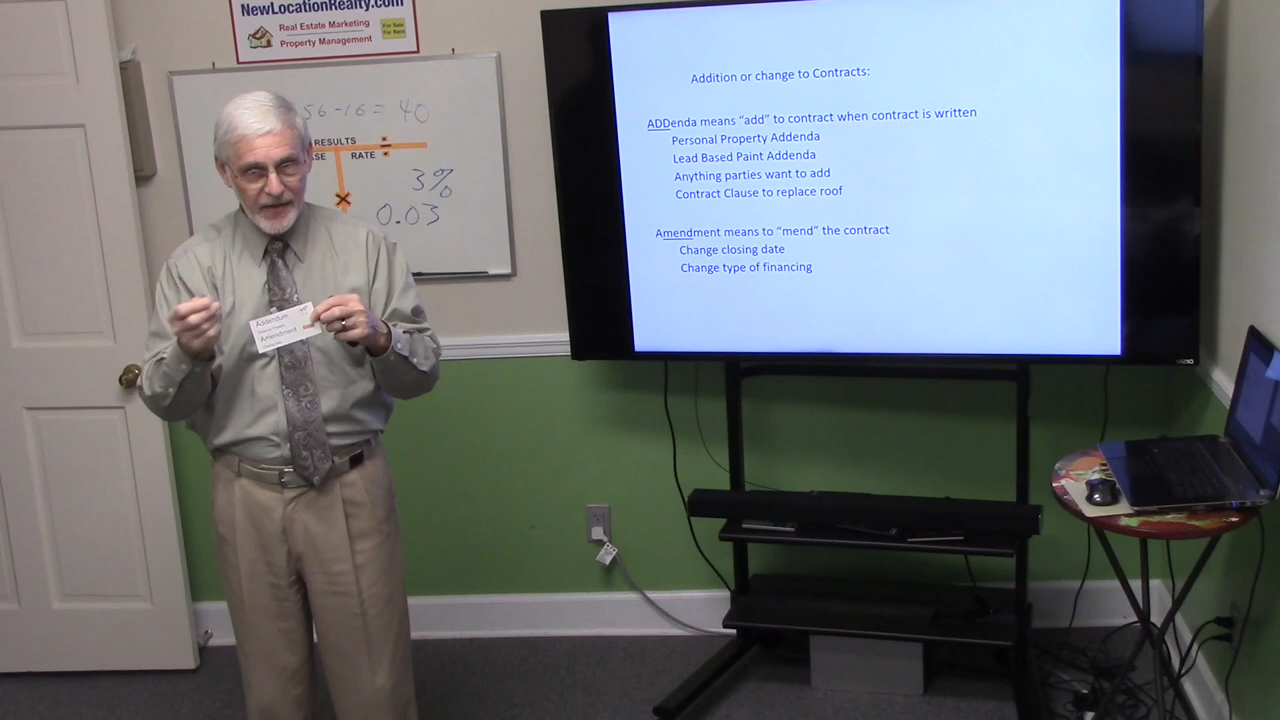 NewLocationRealty.com
Real Estate Marketing
Property Management
For Sale
For Rent
56-16= 40
RESULTS
SE RATE
3%
0.03
Addendum
Amendment
Addition or change to Contracts:
ADDenda means “add” to contract when contract is written
Personal Property Addenda
Lead Based Paint Addenda
Anything parties want to add
Contract Clause to replace roof
Amendment means to “mend” the contract
Change closing date
Change type of financing
VIZIO